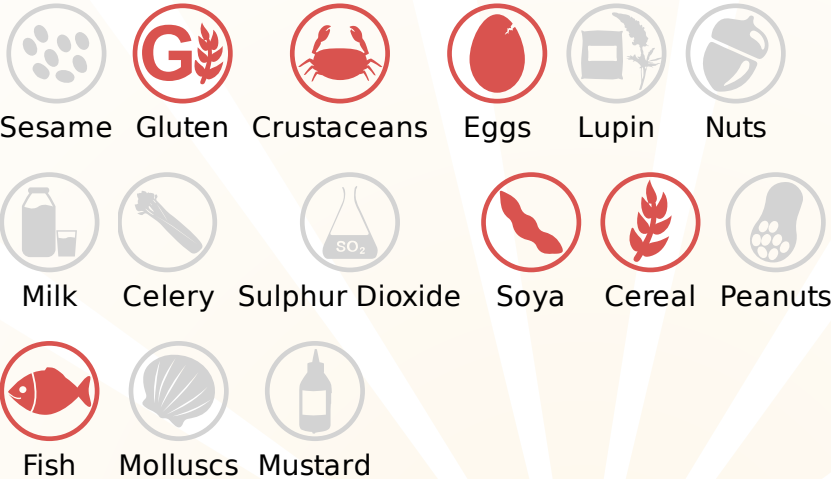 G
Sesame Gluten Crustaceans Eggs Lupin Nuts
SO₂
Milk Celery Sulphur Dioxide Soya Cereal Peanuts
Fish Molluscs Mustard